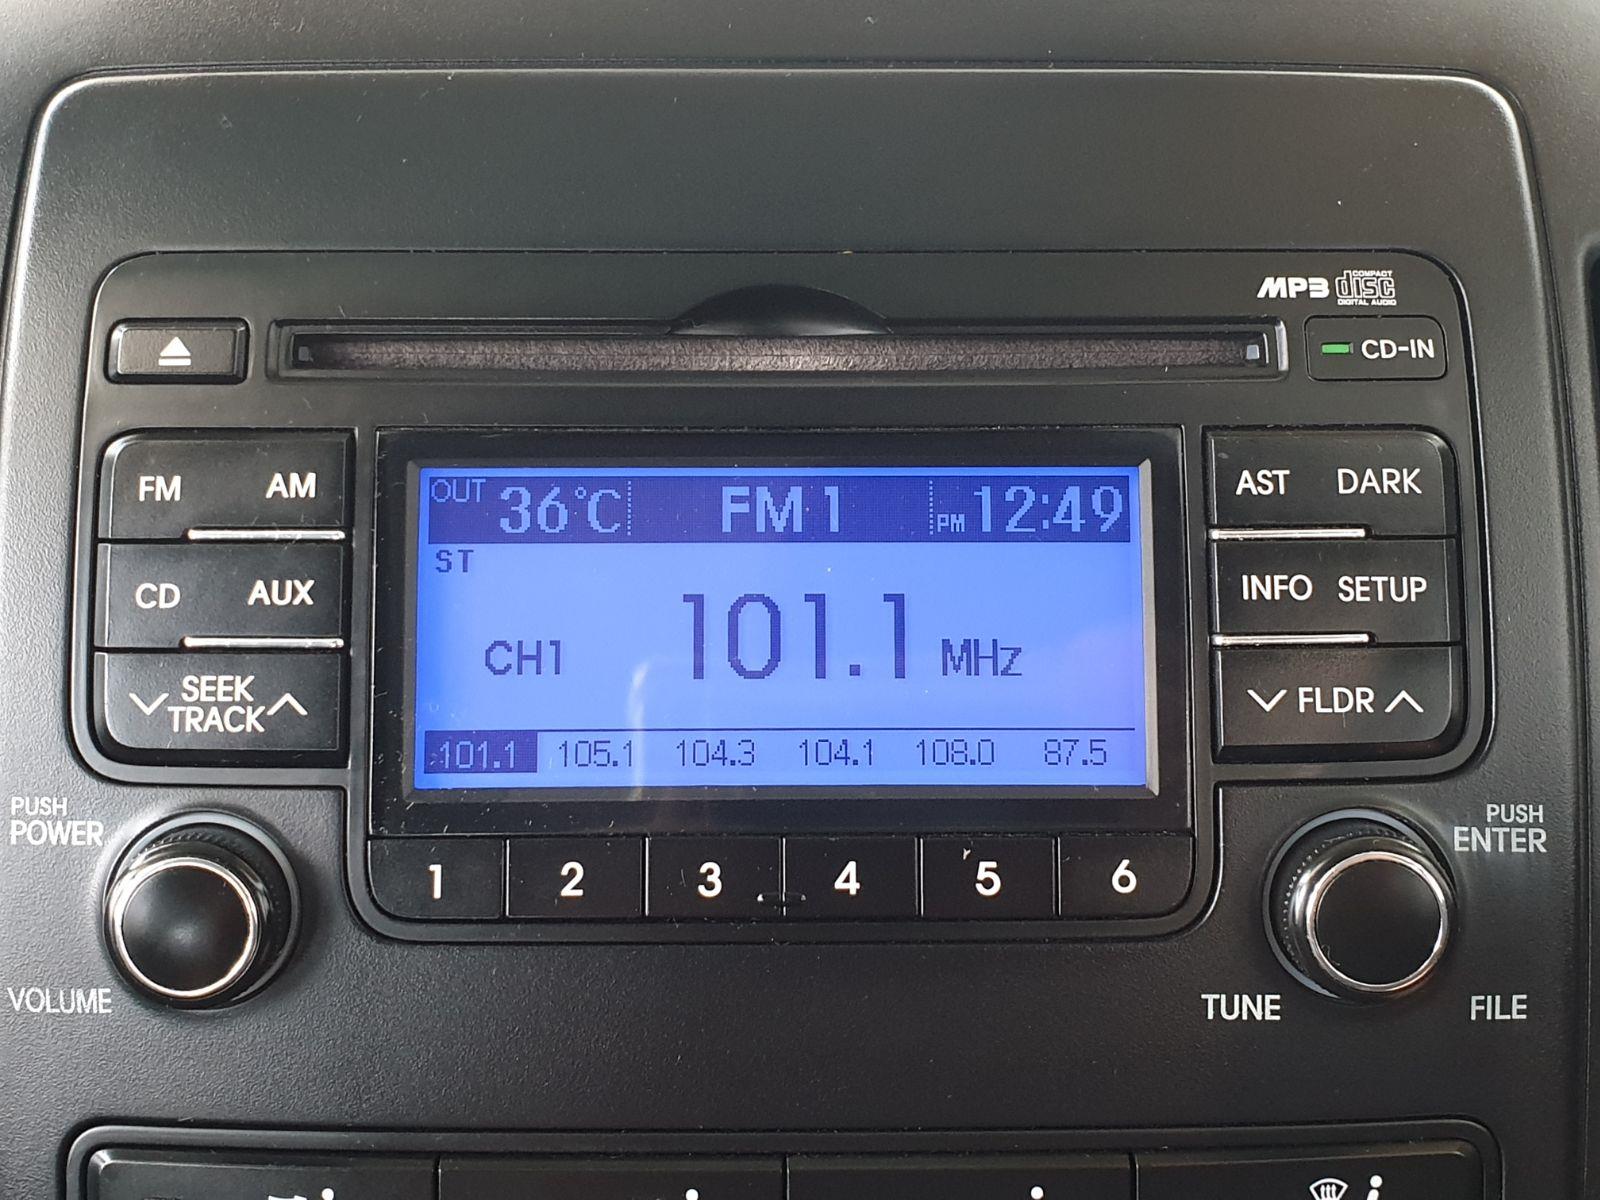 MP3 COMPACT disc DIGITAL AUDIO
CD-IN
FM AM
CD AUX
SEEK
TRACK
OUT 36°C FM 1 PM 12:49
ST
CH1 101.1 MHz
101.1 105.1 104.3 104.1 108.0 87.5
AST DARK
INFO SETUP
FLDR
1 2 3 4 5 6
PUSH
POWER
VOLUME
PUSH
ENTER
TUNE FILE